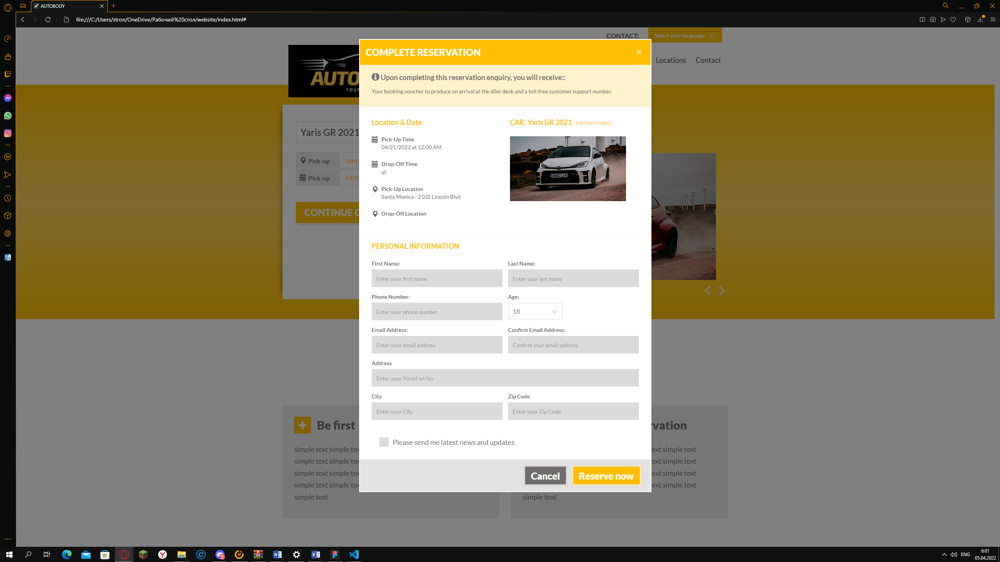 AUTOBODY
file:///C:/Users/stron/OneDrive/Рабочий%20стол/website/index.html#
CONTACT:
Select your language
Locations
Contact
AUTO
YOUR
COMPLETE RESERVATION
×
Upon completing this reservation enquiry, you will receive::
Your booking voucher to produce on arrival at the diler desk and a toll-free customer support number.
Yaris GR 2021
Pick-up
Santa
Pick-up
04/2
CONTINUE
Location & Date
Pick-Up Time
04/21/2022 at 12:00 AM
Drop-Off Time
at
Pick-Up Location
Santa Monica - 2102 Lincoln Blvd
Drop-Off Location
CAR: Yaris GR 2021 [ Vehicle Models ]
0905 LLR
PERSONAL INFORMATION
First Name:
Last Name:
Enter your first name
Enter your last name
Phone Number:
Age:
Enter your phone number
18
Email Address:
Confirm Email Address:
Enter your email address
Confirm your email address
Address
Enter your Street an No.
City
Zip Code
Enter your City
Enter your Zip Code
Please send me latest news and updates
Cancel
Reserve now
Be first
simple text simple tex
simple text simple tex
simple text simple tex
simple text simple tex
simple text
rvation
ext simple text
ext simple text
ext simple text
ext simple text
simple text
2
ENG
6:01
05.04.2022